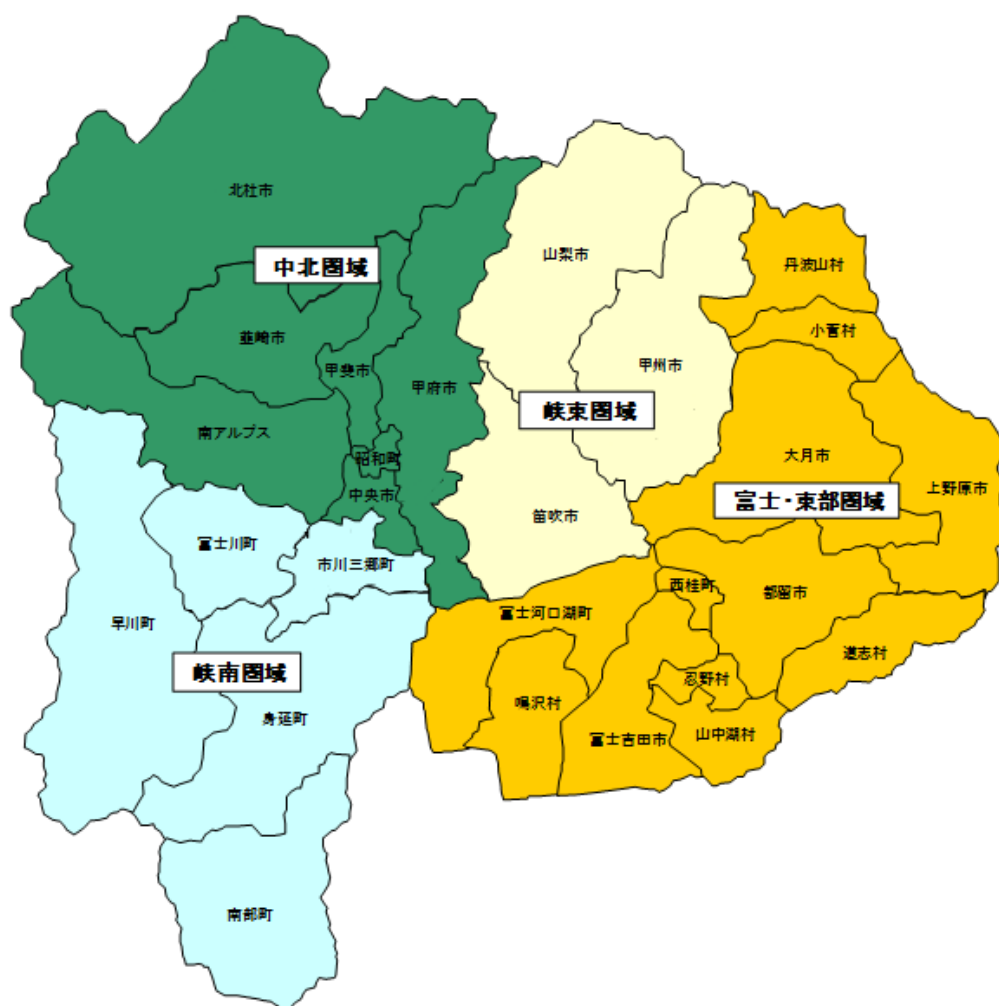 北杜市
山梨市
丹波山村
中北圏域
小菅村
韮崎市
甲斐市
甲府市
甲州市
峡東圏域
南アルプス
昭和町
大月市
中央市
富士・東部圏域
上野原市
笛吹市
富士川町
市川三郷町
西桂町
都留市
早川町
富士河口湖町
道志村
峡南圏域
忍野村
身延町
鳴沢村
富士吉田市
山中湖村
南部町